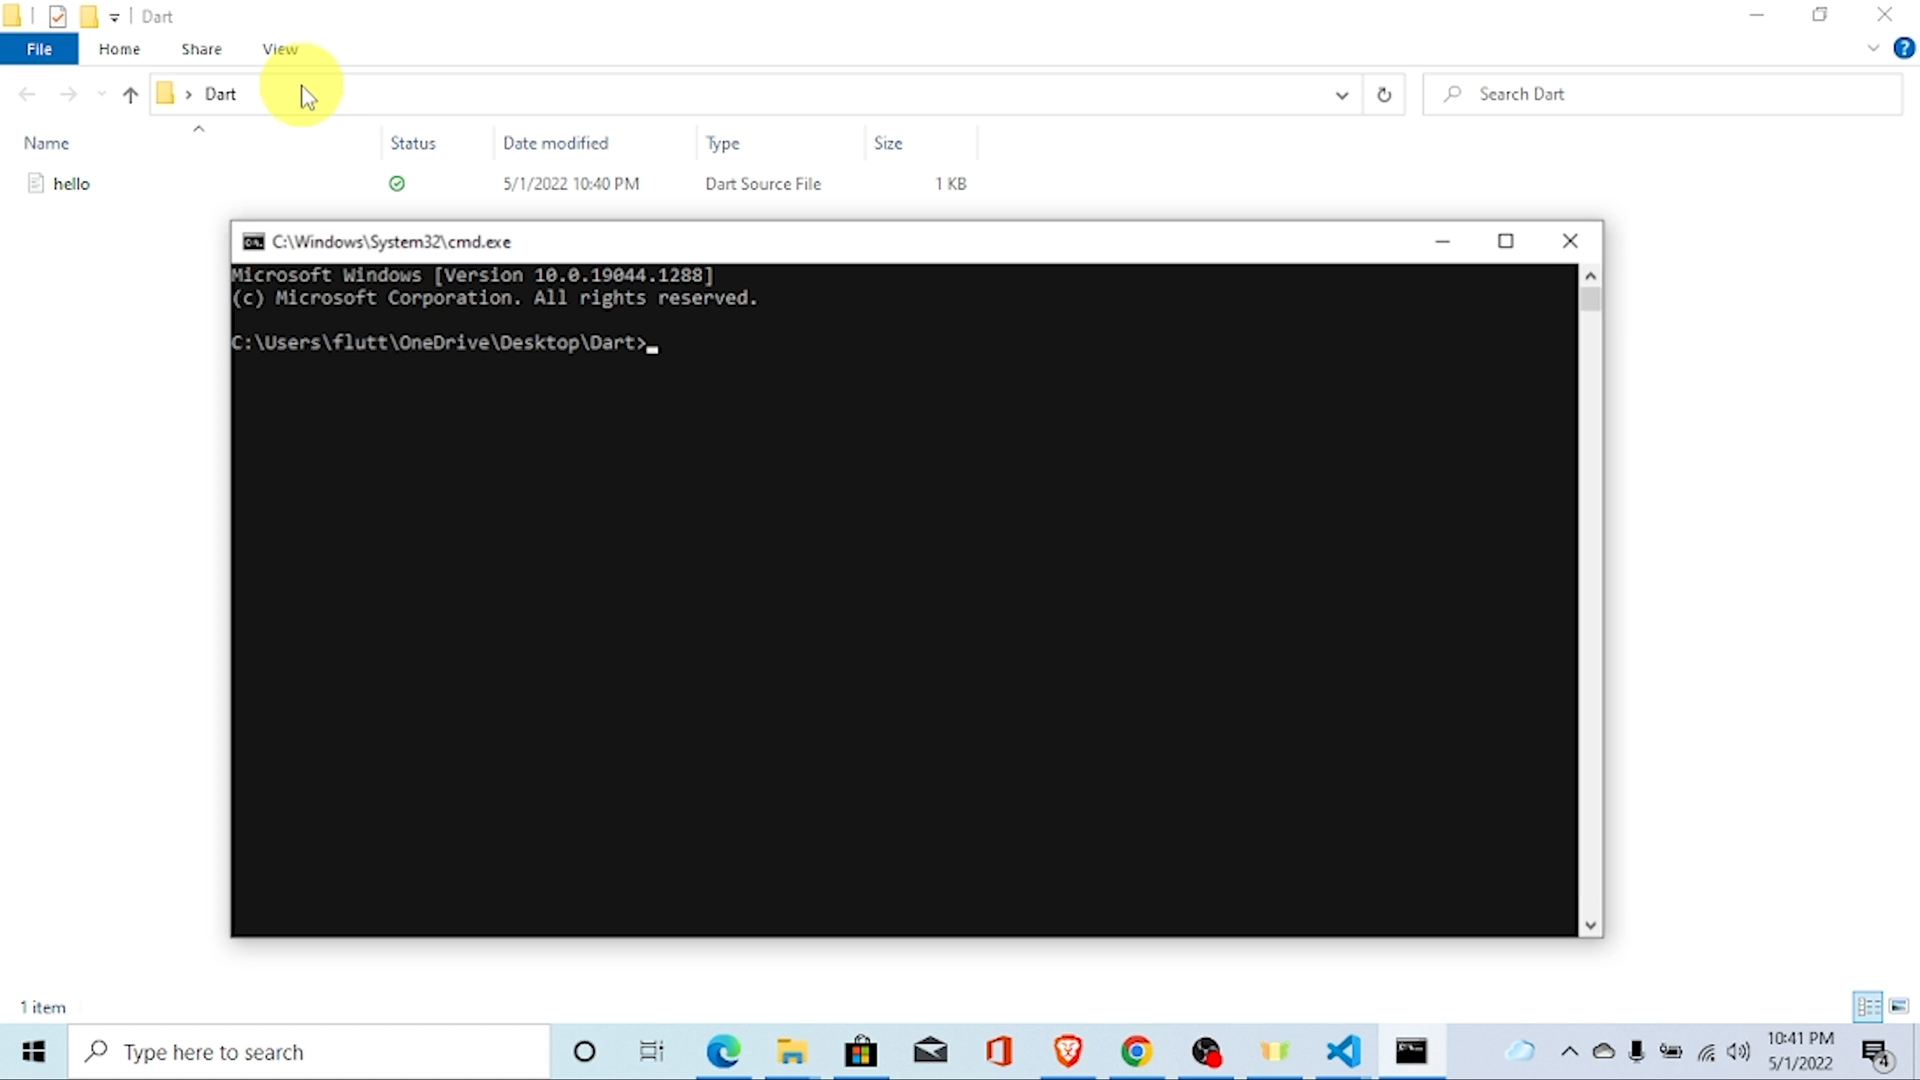 Dart
File Home Share View
Dart
Search Dart
Name Status Date modified Type Size
hello 5/1/2022 10:40 PM Dart Source File 1 KB
C:\Windows\System32\cmd.exe
Microsoft Windows [Version 10.0.19044.1288]
(c) Microsoft Corporation. All rights reserved.
C:\Users\flutt\OneDrive\Desktop\Dart>
1 item
Type here to search
10:41 PM
5/1/2022
4